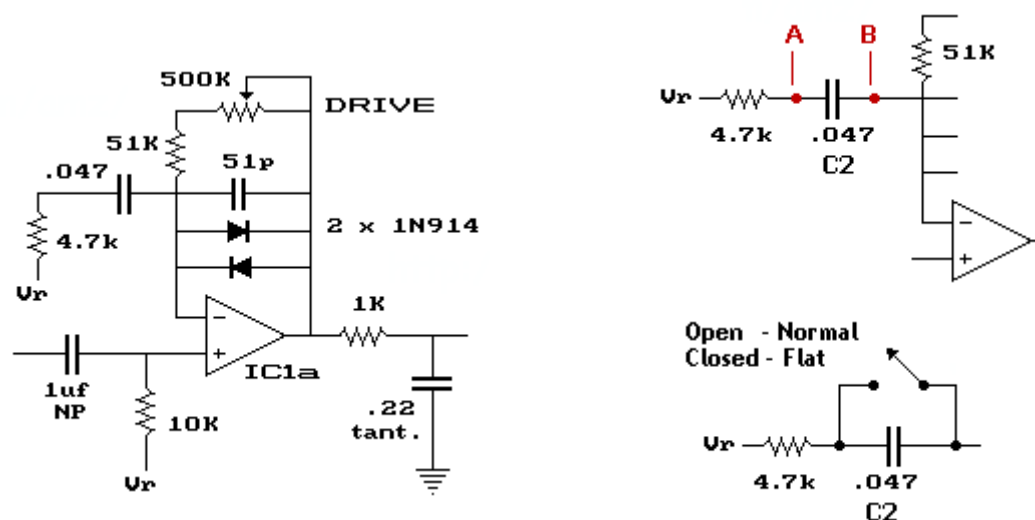 500K
DRIVE
51K
.047
51p
4.7k
2 x 1N914
Vr
1K
-
+
IC1a
1uf
NP
10K
.22
tant.
Vr
A
B
51K
Vr
4.7k
.047
C2
-
+
Open - Normal
Closed - Flat
Vr
4.7k
.047
C2